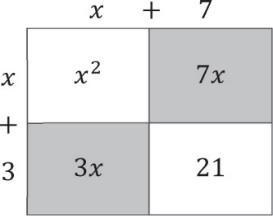 x + 7
x x² 7x
+
3 3x 21